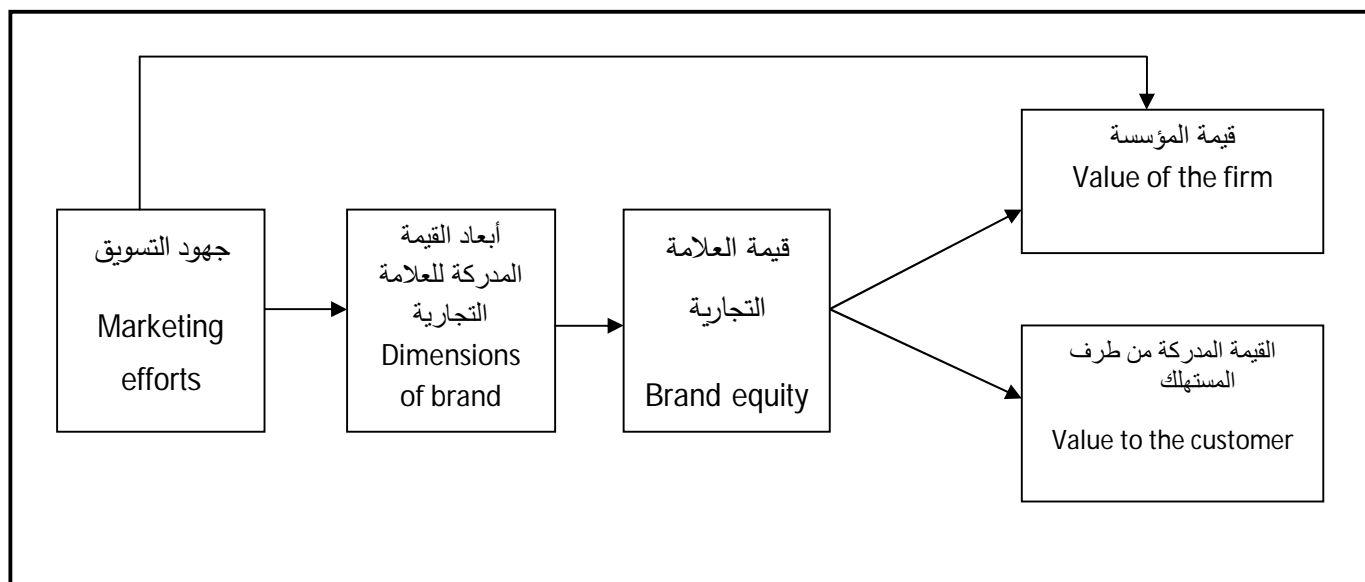 جهود التسويق
Marketing
efforts
أبعاد القيمة
المدركة للعلامة
التجارية
Dimensions
of brand
قيمة العلامة
التجارية
Brand equity
قيمة المؤسسة
Value of the firm
القيمة المدركة من طرف
المستهلك
Value to the customer